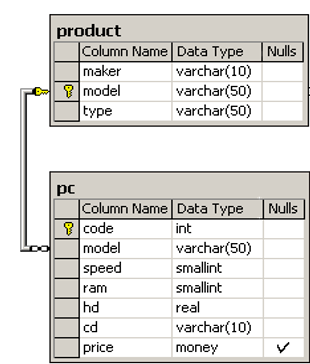 product
Column Name Data Type Nulls
maker varchar(10)
model varchar(50)
type varchar(50)
pc
Column Name Data Type Nulls
code int
model varchar(50)
speed smallint
ram smallint
hd real
cd varchar(10)
price money ✓